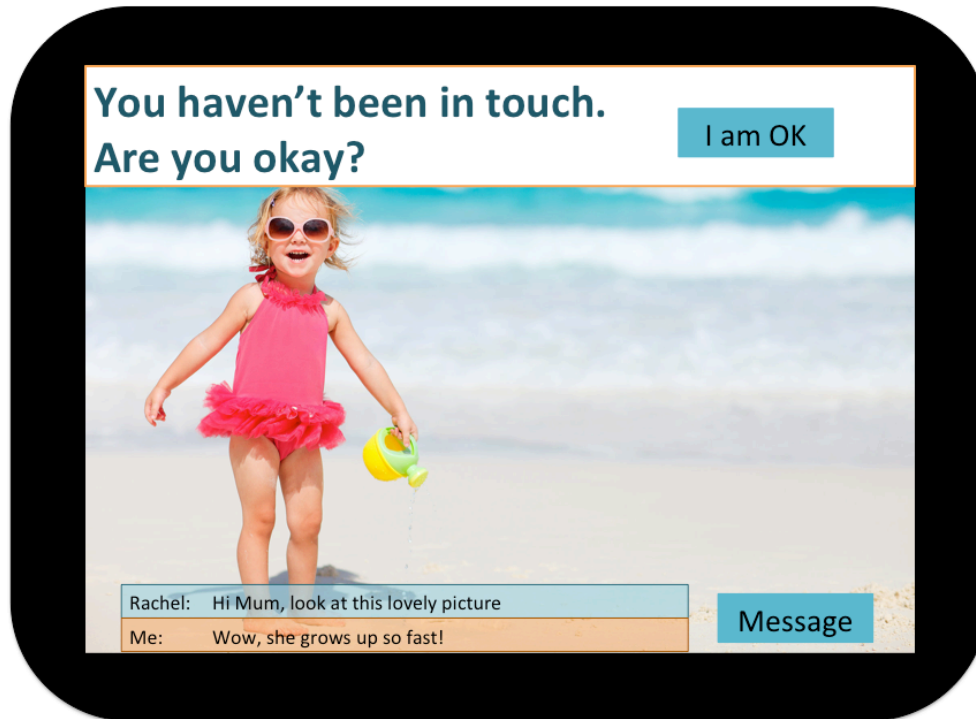 You haven’t been in touch.
Are you okay?
I am OK
Rachel: Hi Mum, look at this lovely picture
Me: Wow, she grows up so fast!
Message